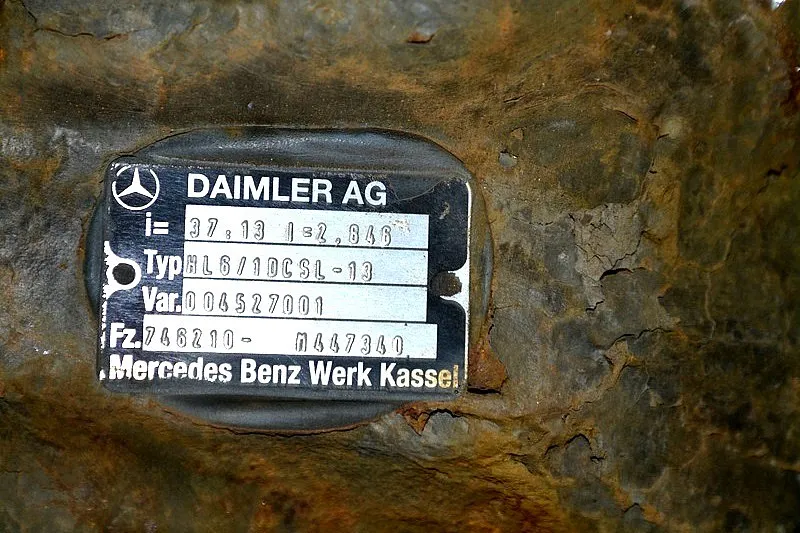 DAIMLER AG
i= 37:13 I=2,846
Typ HL6/1DCSL-13
Var. 004527001
Fz. 746210- M447340
Mercedes Benz Werk Kassel